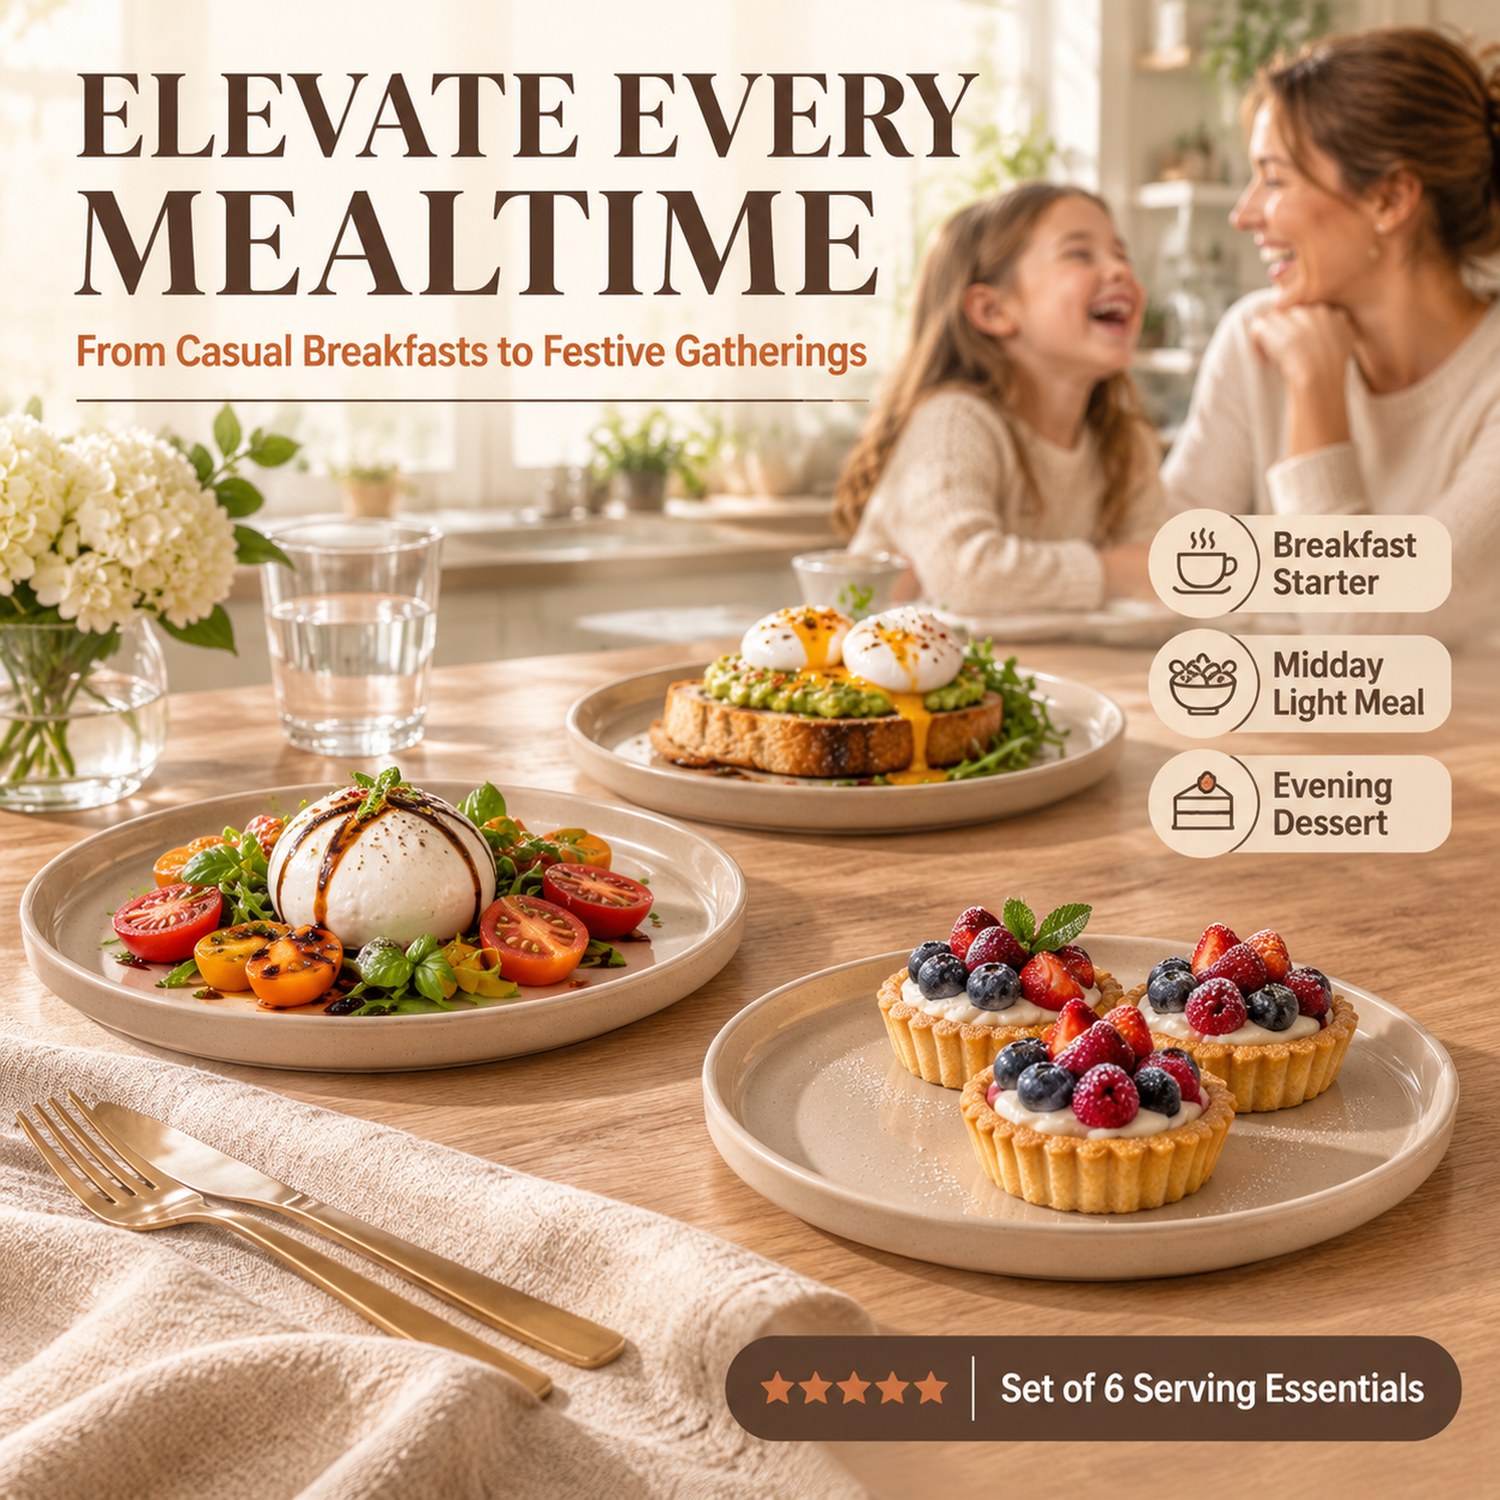 ELEVATE EVERY
MEALTIME
From Casual Breakfasts to Festive Gatherings
Breakfast
Starter
Midday
Light Meal
Evening
Dessert
Set of 6 Serving Essentials